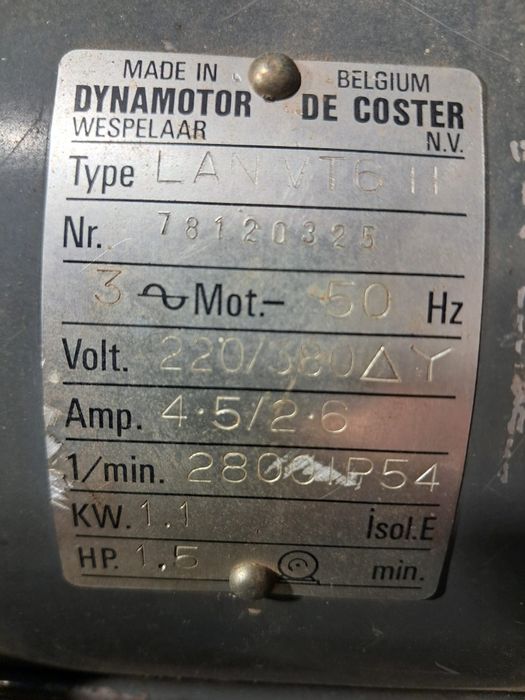 MADE IN BELGIUM
DYNAMOTOR DE COSTER
WESPELAAR N.V.
Type LAN VT6 II
Nr. 78120325
3 ∿ Mot.- 50 Hz
Volt. 220/380 Δ Y
Amp. 4.5/2.6
1/min. 2800 IP54
KW. 1.1 isol.E
HP. 1,5 min.